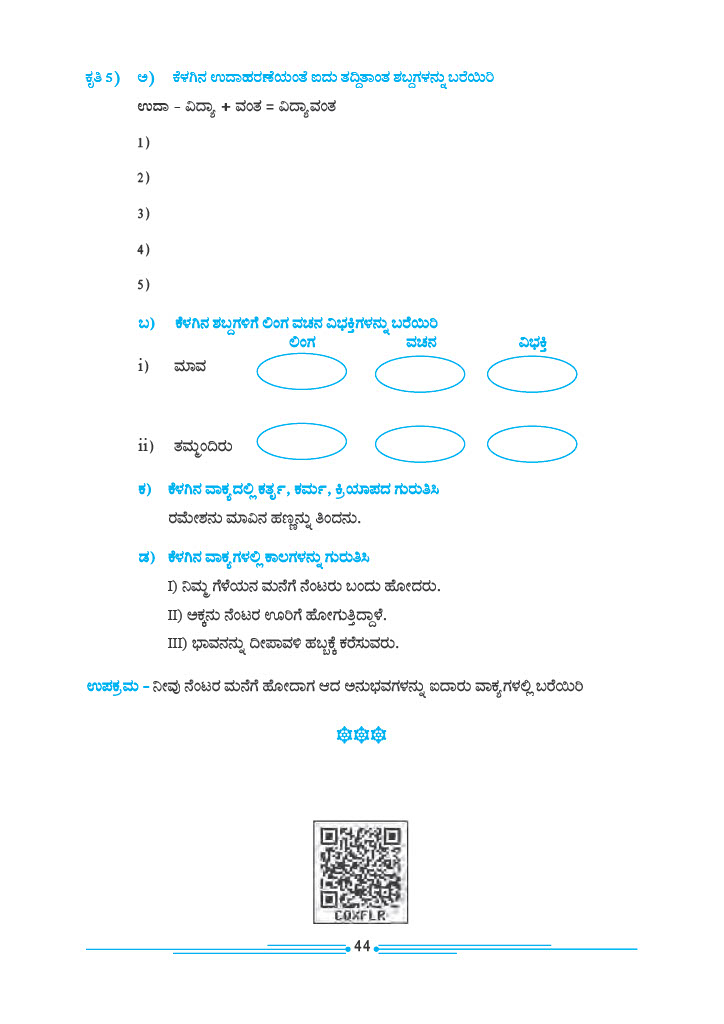 ಕೃತಿ 5) ಅ) ಕೆಳಗಿನ ಉದಾಹರಣೆಯಂತೆ ಐದು ತದ್ದಿತಾಂತ ಶಬ್ದಗಳನ್ನು ಬರೆಯಿರಿ
ಉದಾ - ವಿದ್ಯಾ + ವಂತ = ವಿದ್ಯಾವಂತ
1)
2)
3)
4)
5)
ಬ) ಕೆಳಗಿನ ಶಬ್ದಗಳಿಗೆ ಲಿಂಗ ವಚನ ವಿಭಕ್ತಿಗಳನ್ನು ಬರೆಯಿರಿ
ಲಿಂಗ ವಚನ ವಿಭಕ್ತಿ
i) ಮಾವ
ii) ತಮ್ಮಂದಿರು
ಕ) ಕೆಳಗಿನ ವಾಕ್ಯದಲ್ಲಿ ಕರ್ತೃ, ಕರ್ಮ, ಕ್ರಿಯಾಪದ ಗುರುತಿಸಿ
ರಮೇಶನು ಮಾವಿನ ಹಣ್ಣನ್ನು ತಿಂದನು.
ಡ) ಕೆಳಗಿನ ವಾಕ್ಯಗಳಲ್ಲಿ ಕಾಲಗಳನ್ನು ಗುರುತಿಸಿ
I) ನಿಮ್ಮ ಗೆಳೆಯನ ಮನೆಗೆ ನೆಂಟರು ಬಂದು ಹೋದರು.
II) ಅಕ್ಕನು ನೆಂಟರ ಊರಿಗೆ ಹೋಗುತ್ತಿದ್ದಾಳೆ.
III) ಭಾವನನ್ನು ದೀಪಾವಳಿ ಹಬ್ಬಕ್ಕೆ ಕರೆಸುವರು.
ಉಪಕ್ರಮ - ನೀವು ನೆಂಟರ ಮನೆಗೆ ಹೋದಾಗ ಆದ ಅನುಭವಗಳನ್ನು ಐದಾರು ವಾಕ್ಯಗಳಲ್ಲಿ ಬರೆಯಿರಿ
CQXFLR
44